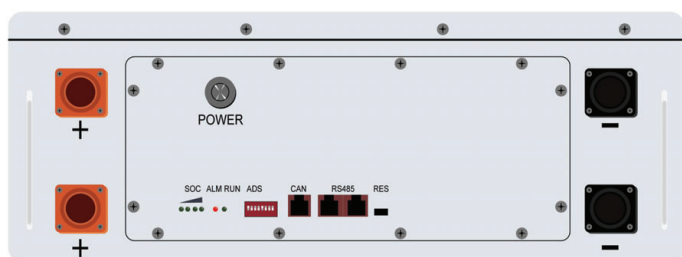 POWER
+ −
SOC ALM RUN ADS CAN RS485 RES
+ −